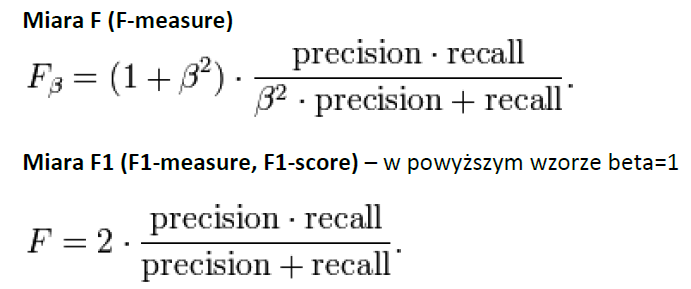 Miara F (F-measure)
F_β = (1 + β²) · (precision · recall) / (β² · precision + recall).
Miara F1 (F1-measure, F1-score) – w powyższym wzorze beta=1
F = 2 · (precision · recall) / (precision + recall).